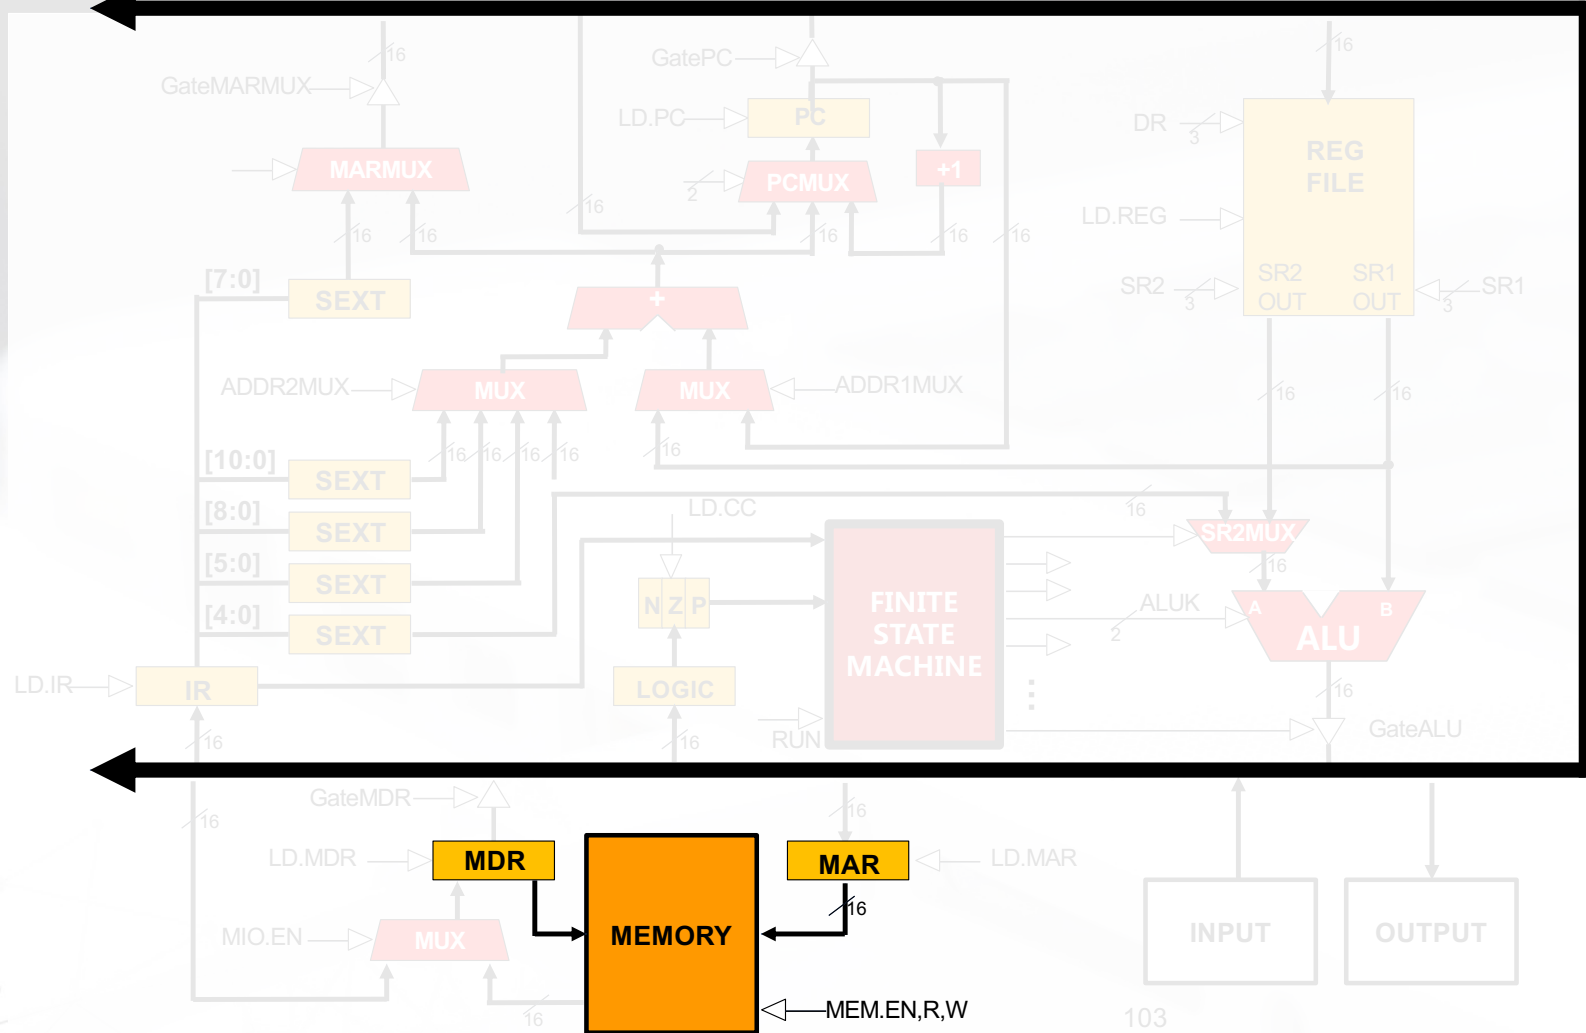 16
GatePC
16
GateMARMUX
LD.PC
PC
DR
3
REG
FILE
MARMUX
PCMUX
+1
2
16
LD.REG
16
16
16
16
16
[7:0]
SEXT
+
SR2
3
SR2
OUT
SR1
OUT
3
SR1
ADDR2MUX
MUX
MUX
ADDR1MUX
16
16
[10:0]
SEXT
16
16
16
16
16
[8:0]
SEXT
LD.CC
16
SR2MUX
16
[5:0]
SEXT
N Z P
FINITE
STATE
MACHINE
ALUK
2
A
B
ALU
[4:0]
SEXT
LD.IR
IR
LOGIC
16
16
16
RUN
GateALU
GateMDR
16
16
LD.MDR
MDR
MAR
LD.MAR
16
MIO.EN
MUX
MEMORY
INPUT
OUTPUT
16
MEM.EN,R,W
103